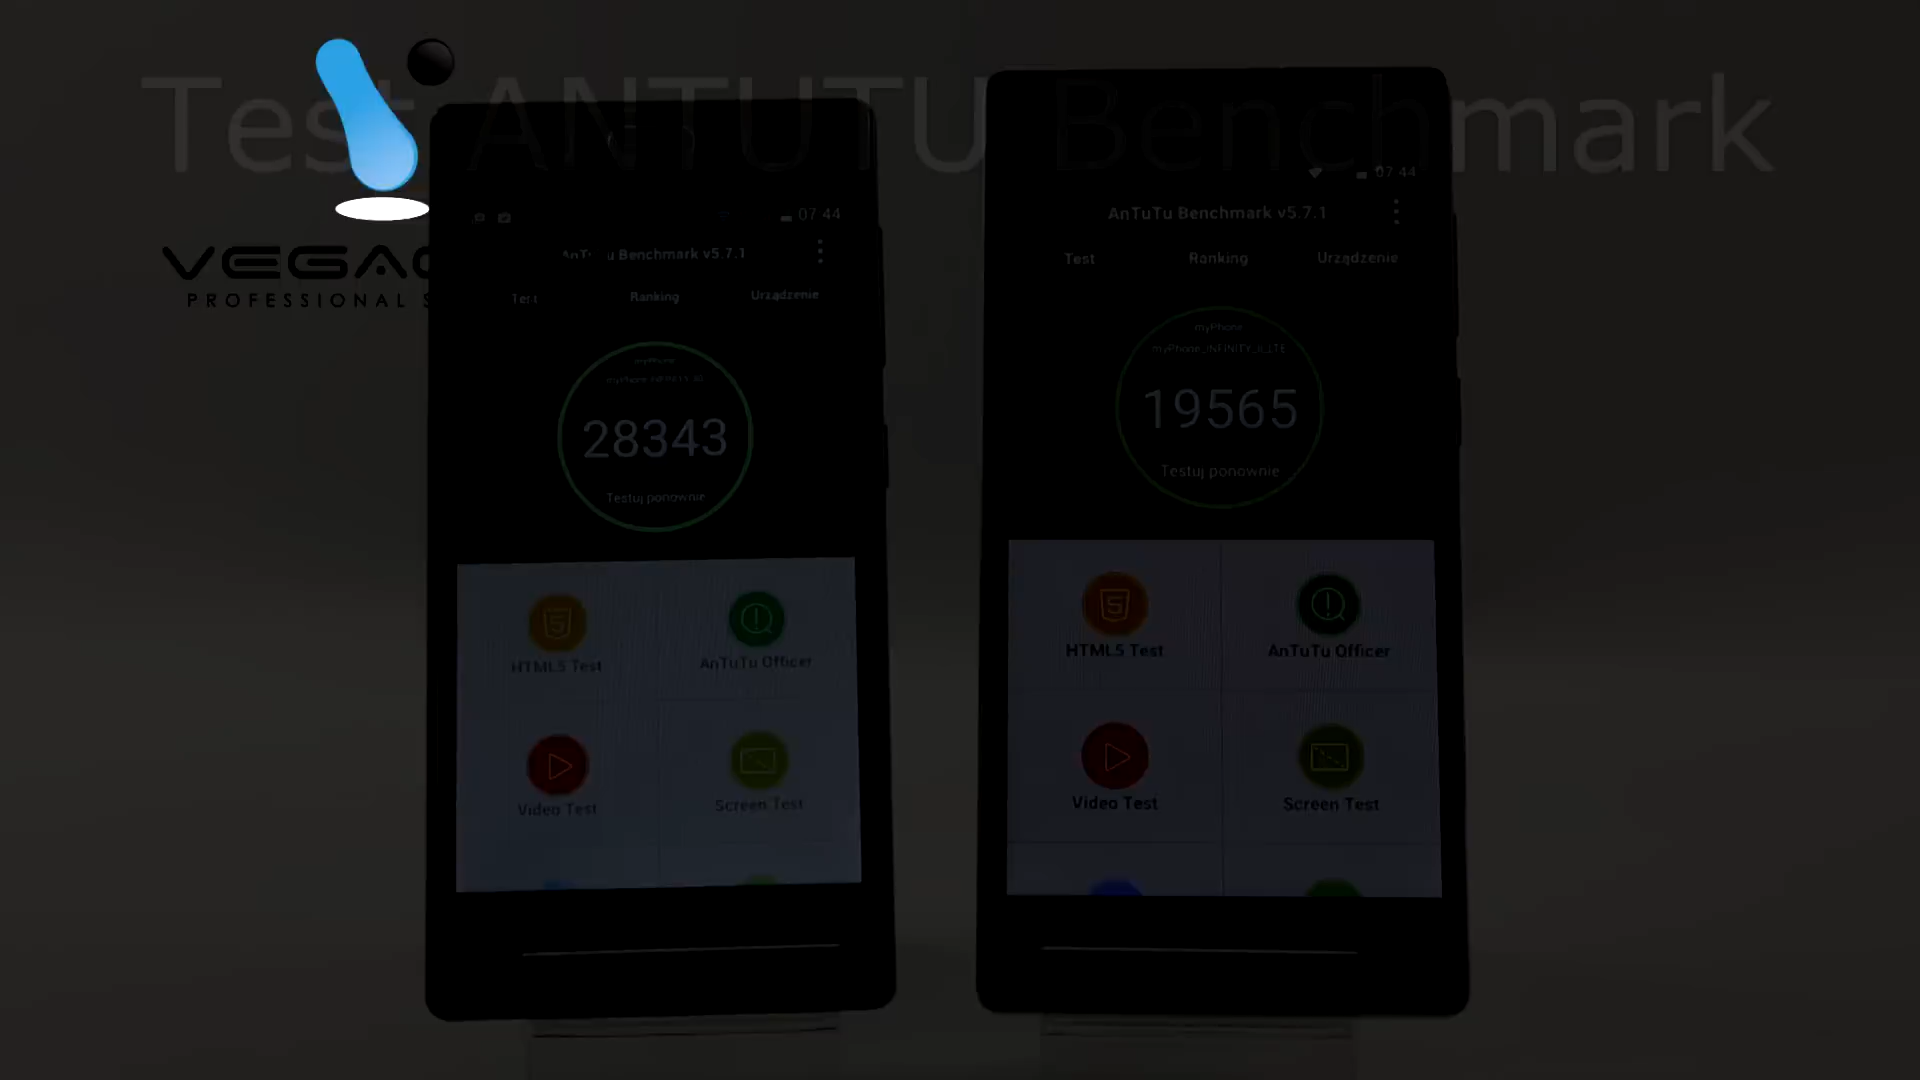 Test ANTUTU Benchmark
PROFESSIONAL
07:44
Benchmark v5.7.1
Ranking
Urządzenie
myPhone
28343
Testuj ponownie
HTML5 Test
AnTuTu Officer
Video Test
Screen Test
07:44
AnTuTu Benchmark v5.7.1
Test
Ranking
Urządzenie
myPhone
myPhone_INFINITY_II_LTE
19565
Testuj ponownie
HTML5 Test
AnTuTu Officer
Video Test
Screen Test